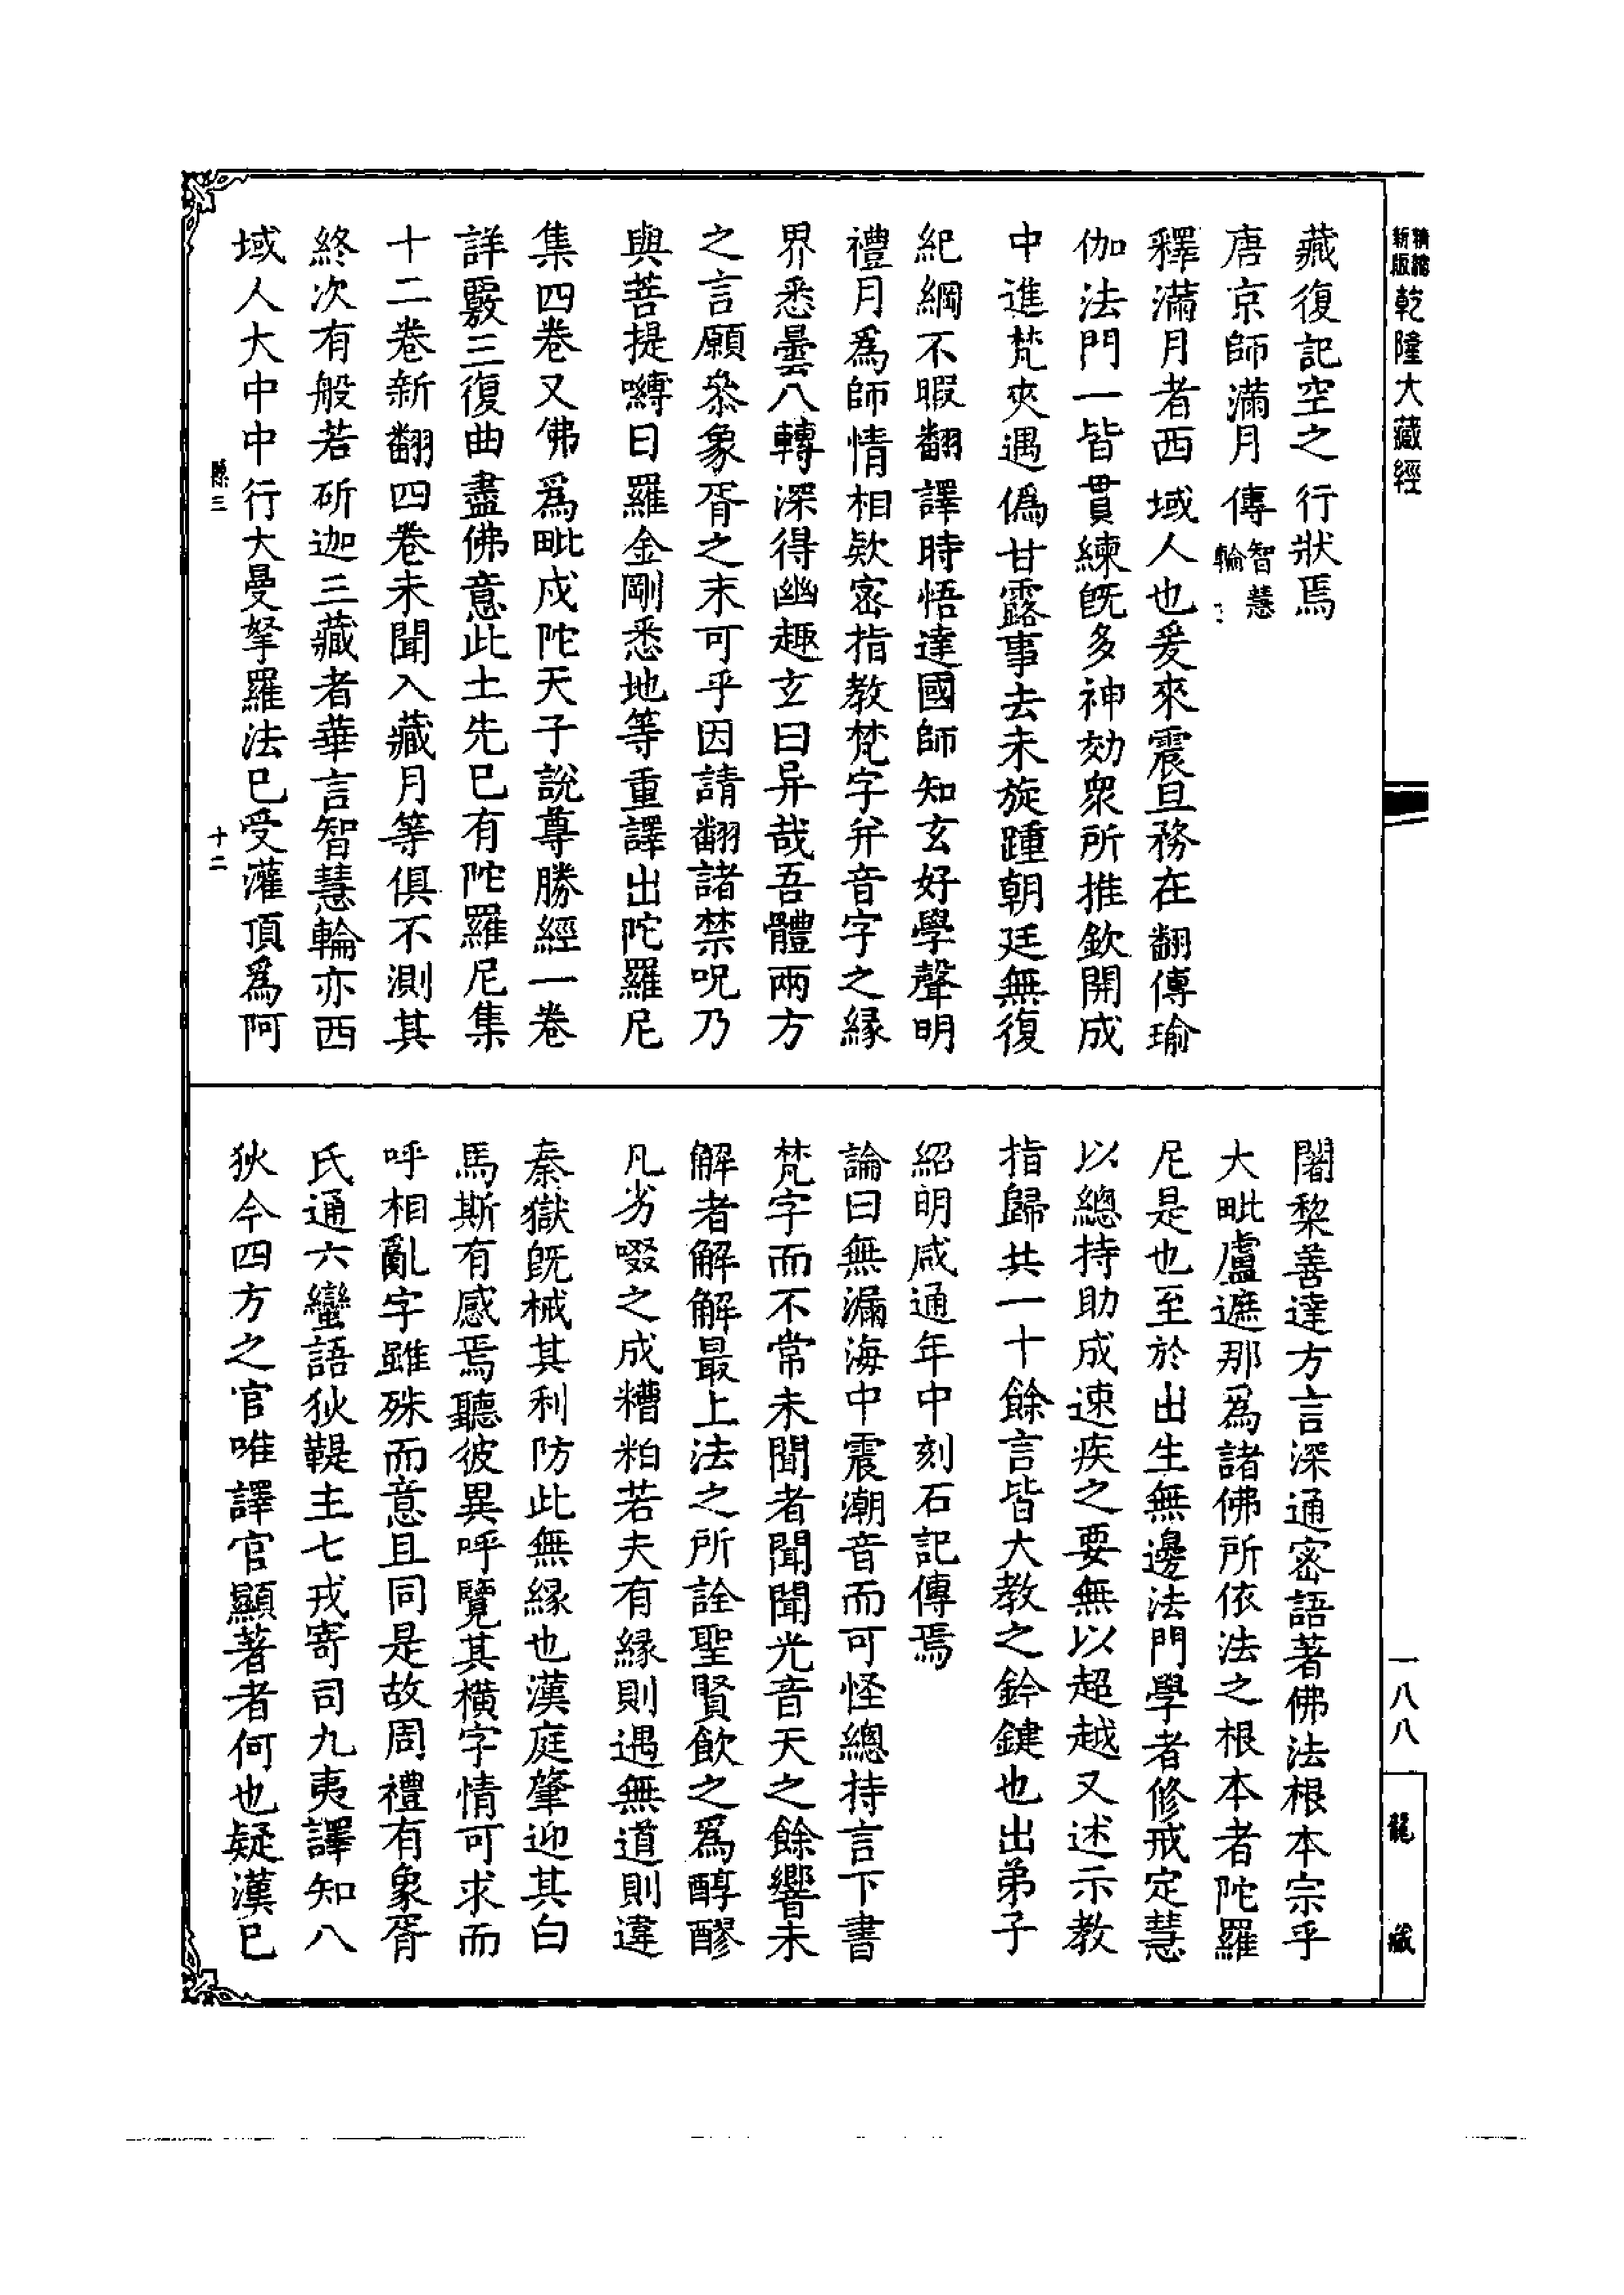 新版
精縮
乾隆大藏經
藏復記空之行狀焉
唐京師滿月傳智慧輪
釋滿月者西域人也爰來震旦務在翻傳瑜
伽法門一皆貫練旣多神効衆所推欽開成
中進梵夾遇僞甘露事去未旋踵朝廷無復
紀綱不暇翻譯時悟達國師知玄好學聲明
禮月爲師情相欵密指教梵字幷音字之緣
界悉曇八轉深得幽趣玄曰异哉吾體兩方
之言願叅象胥之末可乎因請翻諸禁呪乃
與菩提嚩日羅金剛悉地等重譯出陀羅尼
集四卷又佛爲毗戍陀天子說尊勝經一卷
詳覈三復曲盡佛意此土先已有陀羅尼集
十二卷新翻四卷未聞入藏月等俱不測其
終次有般若斫迦三藏者華言智慧輪亦西
域人大中中行大曼拏羅法已受灌頂爲阿
縣三
十二
闍黎善達方言深通密語著佛法根本宗乎
大毗盧遮那爲諸佛所依法之根本者陀羅
尼是也至於出生無邊法門學者修戒定慧
以總持助成速疾之要無以超越又述示教
指歸共一十餘言皆大教之鈐鍵也出弟子
紹明咸通年中刻石記傳焉
論曰無漏海中震潮音而可怪總持言下書
梵字而不常未聞者聞聞光音天之餘響未
解者解解最上法之所詮聖賢飲之爲醇醪
凡劣啜之成糟粕若夫有緣則遇無道則違
秦獄旣械其利防此無緣也漢庭肇迎其白
馬斯有感焉聽彼異呼覽其橫字情可求而
呼相亂字雖殊而意且同是故周禮有象胥
氏通六蠻語狄鞮主七戎寄司九夷譯知八
狄今四方之官唯譯官顯著者何也疑漢已
一八八
龍藏